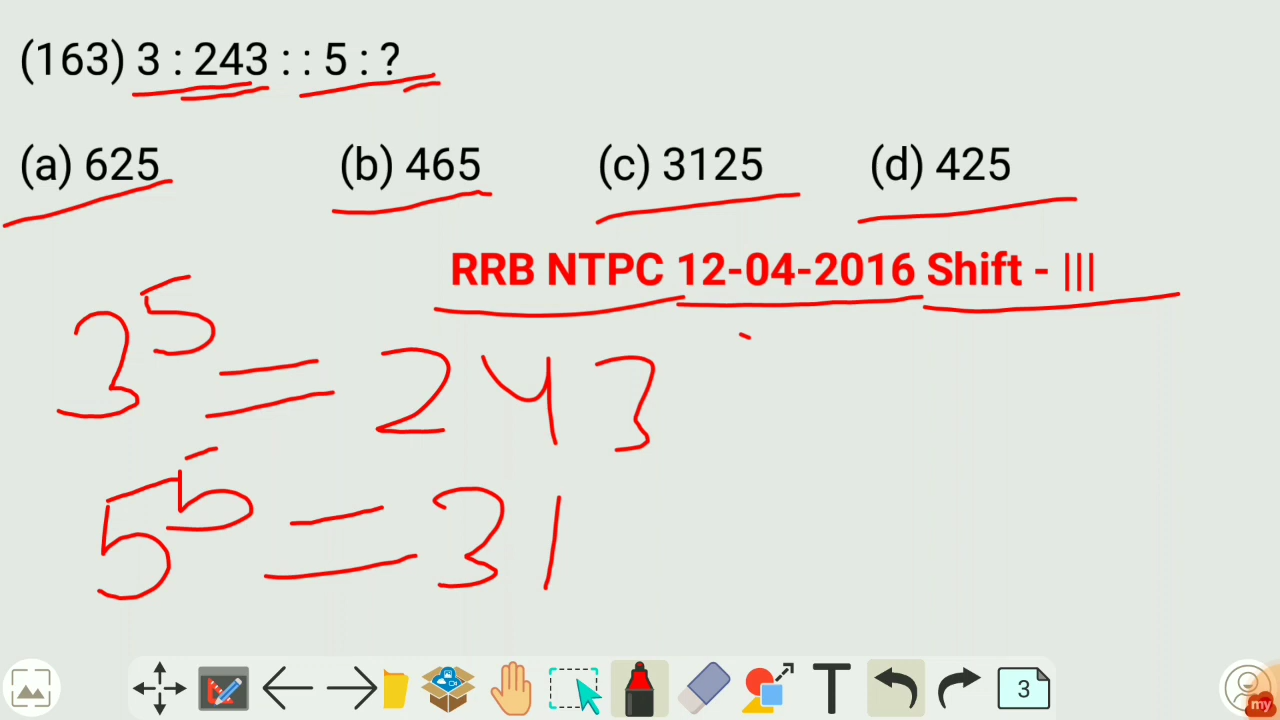 (163) 3 : 243 : : 5 : ?
(a) 625 (b) 465 (c) 3125 (d) 425
RRB NTPC 12-04-2016 Shift - |||
3⁵ = 243
5⁵ = 31
T 3
my